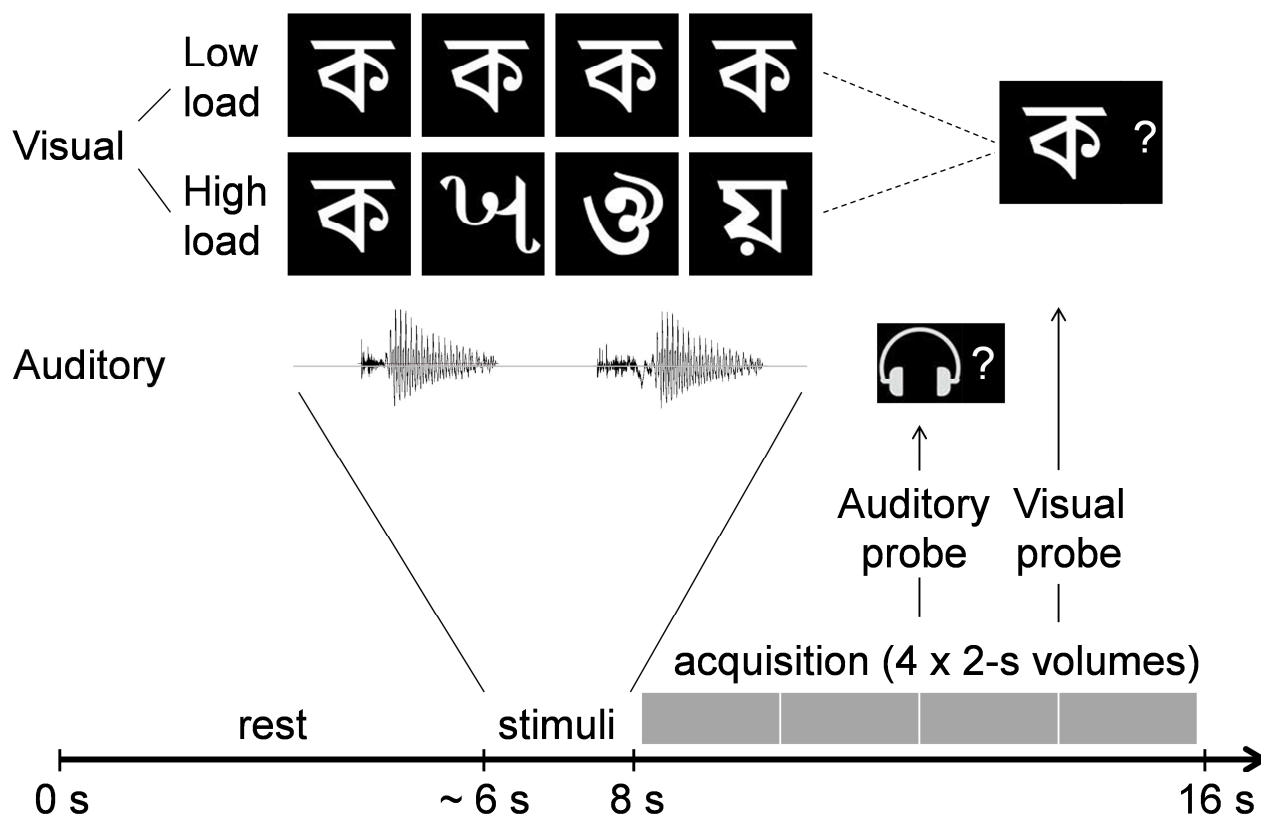 Low load
ক ক ক ক
Visual
ক ?
High load
ক খ ঔ য়
Auditory
?
Auditory probe
Visual probe
acquisition (4 x 2-s volumes)
rest
stimuli
0 s
~ 6 s
8 s
16 s